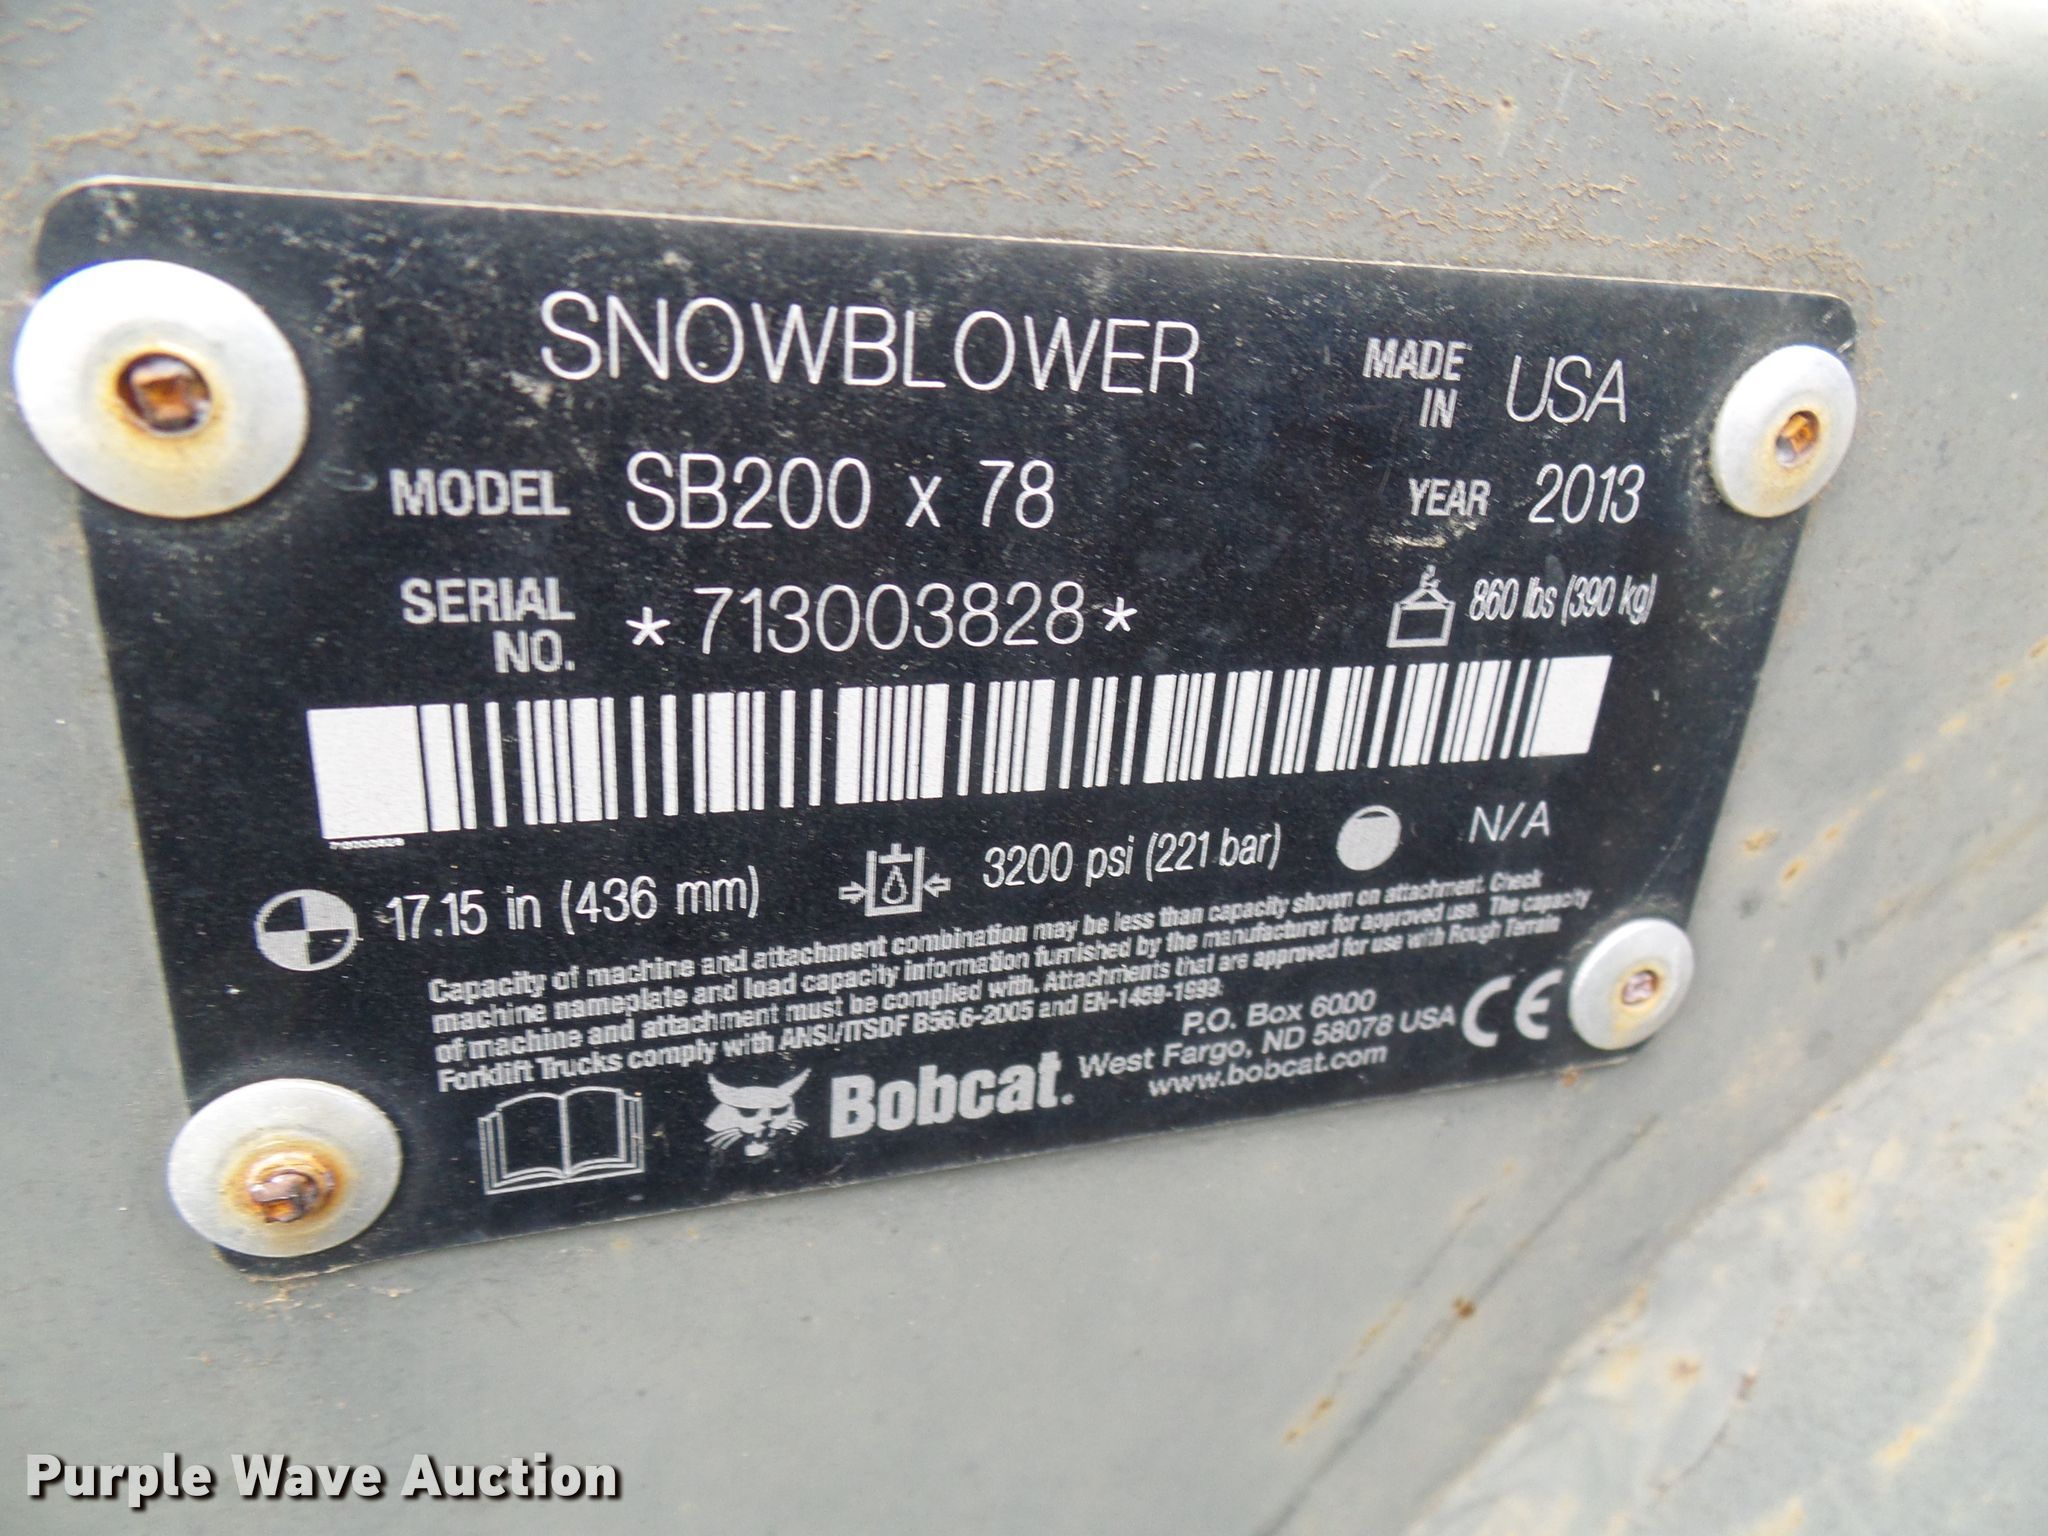 SNOWBLOWER
MADE IN USA
MODEL SB200 x 78
YEAR 2013
SERIAL NO. *713003828*
860 lbs (390 kg)
713003828
17.15 in (436 mm)
3200 psi (221 bar)
N/A
Capacity of machine and attachment combination may be less than capacity shown on attachment. Check
machine nameplate and load capacity information furnished by the manufacturer for approved use. The capacity
of machine and attachment must be complied with. Attachments that are approved for use with Rough Terrain
Forklift Trucks comply with ANSI/ITSDF B56.6-2005 and EN-1459-1999.
Bobcat.
P.O. Box 6000
West Fargo, ND 58078 USA
www.bobcat.com
CE
Purple Wave Auction